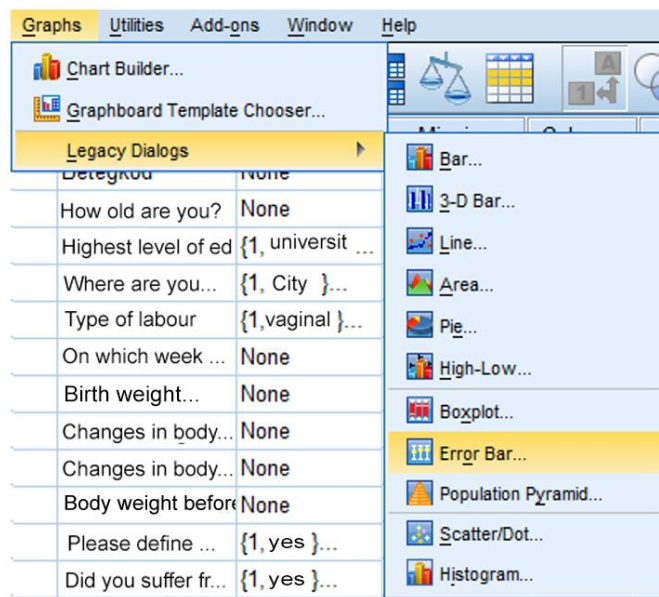 Graphs Utilities Add-ons Window Help
Chart Builder...
Graphboard Template Chooser...
Legacy Dialogs
Bar...
3-D Bar...
Line...
Area...
Pie...
High-Low...
Boxplot...
Error Bar...
Population Pyramid...
Scatter/Dot...
Histogram...
None
How old are you? None
Highest level of ed {1, universit ...
Where are you... {1, City }...
Type of labour {1,vaginal }...
On which week ... None
Birth weight... None
Changes in body... None
Changes in body... None
Body weight before None
Please define ... {1, yes }...
Did you suffer fr... {1, yes }...
A
1